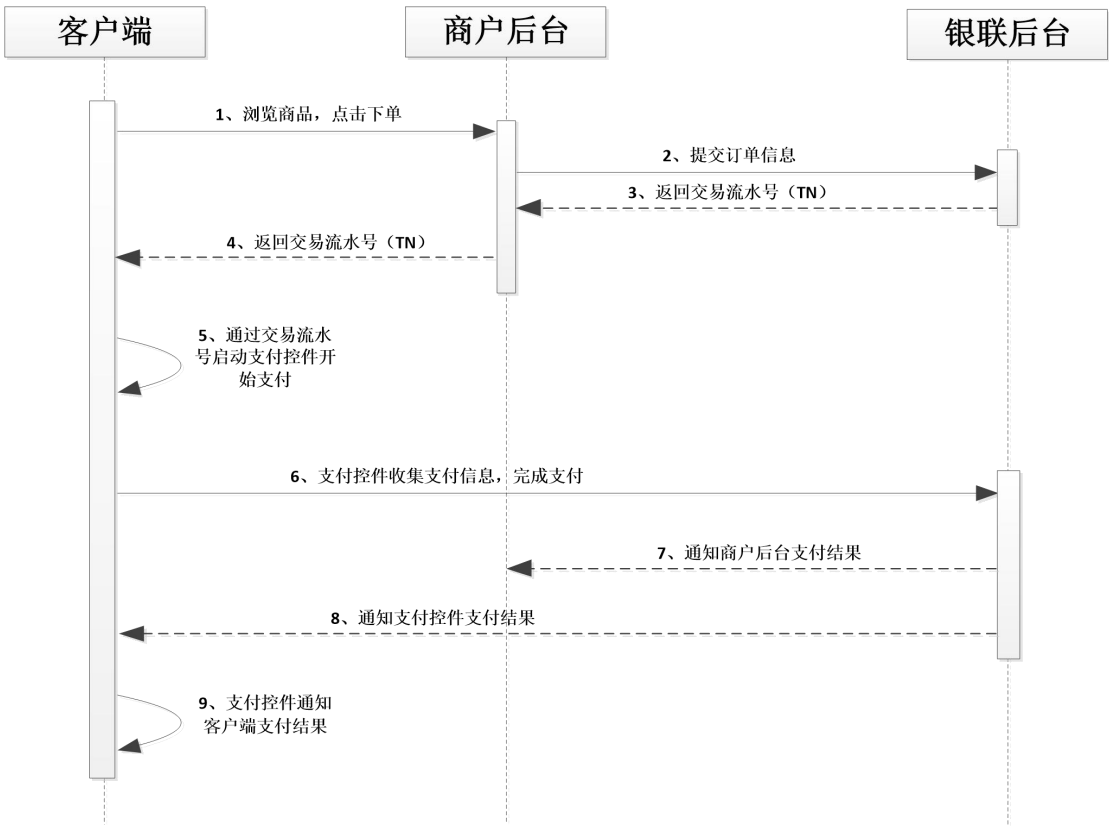 客户端
商户后台
银联后台
1、浏览商品，点击下单
2、提交订单信息
3、返回交易流水号（TN）
4、返回交易流水号（TN）
5、通过交易流水
号启动支付控件开
始支付
6、支付控件收集支付信息，完成支付
7、通知商户后台支付结果
8、通知支付控件支付结果
9、支付控件通知
客户端支付结果